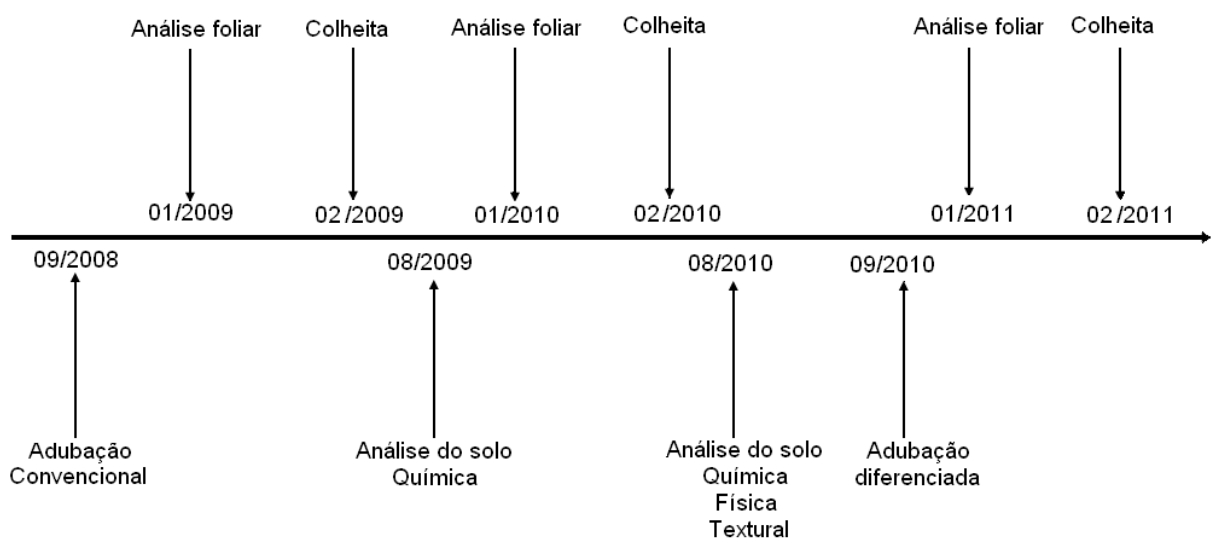 Análise foliar
Colheita
Análise foliar
Colheita
Análise foliar
Colheita
01/2009
02/2009
01/2010
02/2010
01/2011
02/2011
09/2008
08/2009
08/2010
09/2010
Adubação
Convencional
Análise do solo
Química
Análise do solo
Química
Física
Textural
Adubação
diferenciada